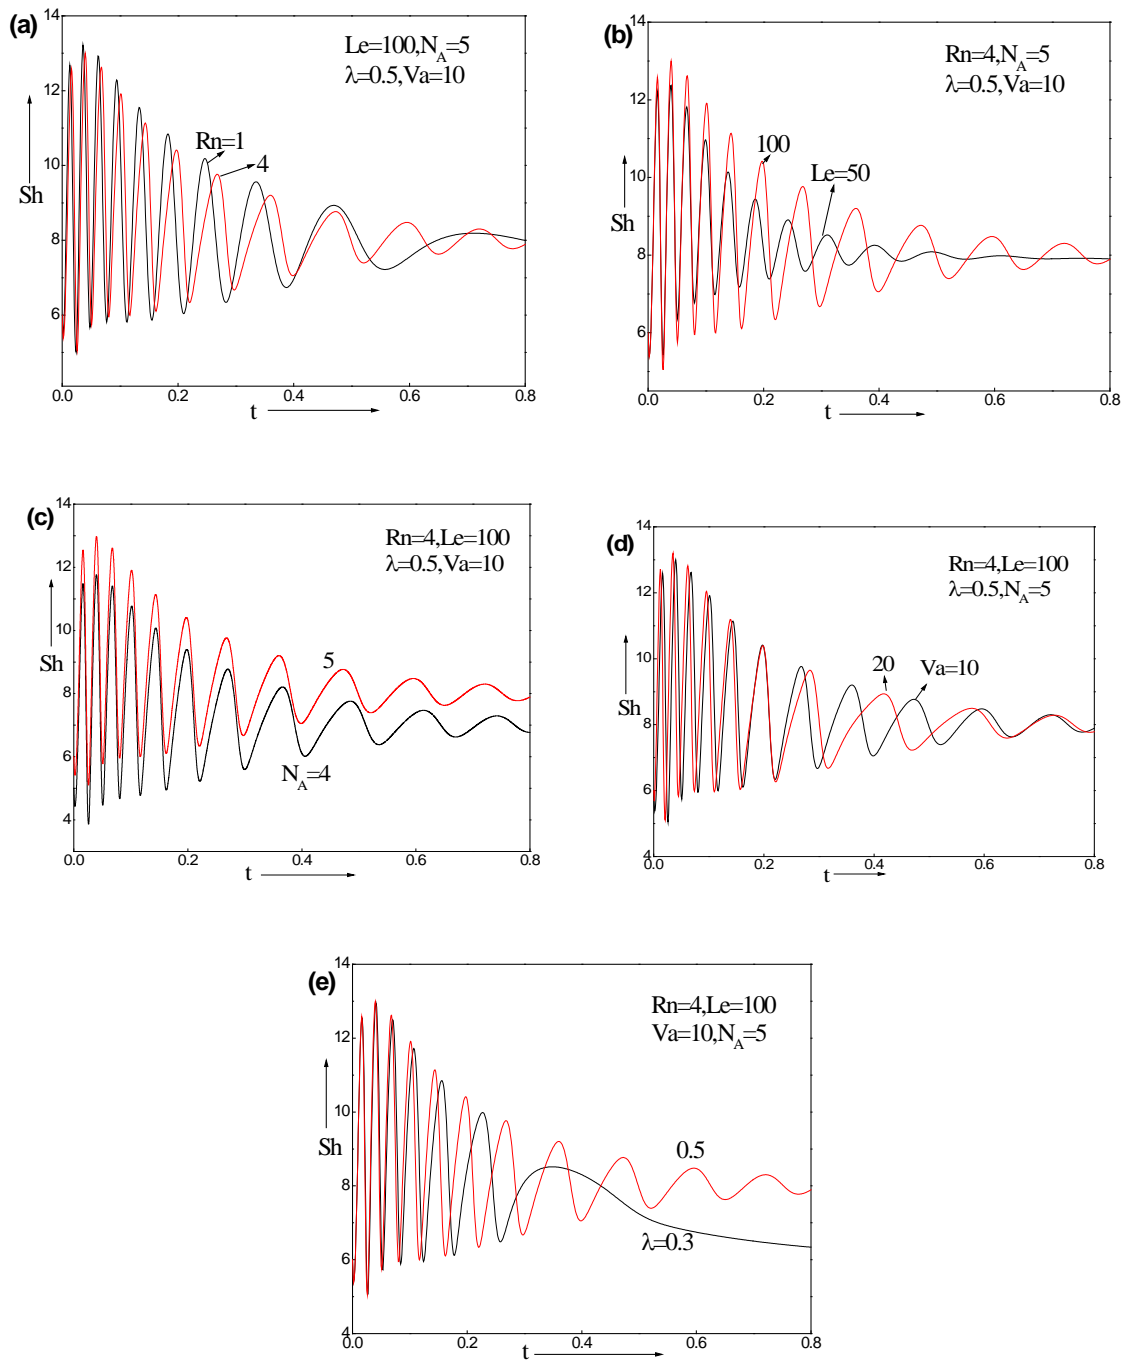 (a)
Le=100,N_A=5
λ=0.5,Va=10
Rn=1
4
Sh
14
12
10
8
6
0.0 0.2 0.4 0.6 0.8
t
(b)
Rn=4,N_A=5
λ=0.5,Va=10
100
Le=50
Sh
14
12
10
8
6
0.0 0.2 0.4 0.6 0.8
t
(c)
Rn=4,Le=100
λ=0.5,Va=10
5
N_A=4
Sh
14
12
10
8
6
4
0.0 0.2 0.4 0.6 0.8
t
(d)
Rn=4,Le=100
λ=0.5,N_A=5
20
Va=10
Sh
14
12
10
8
6
4
0.0 0.2 0.4 0.6 0.8
t
(e)
Rn=4,Le=100
Va=10,N_A=5
0.5
λ=0.3
Sh
14
12
10
8
6
4
0.0 0.2 0.4 0.6 0.8
t